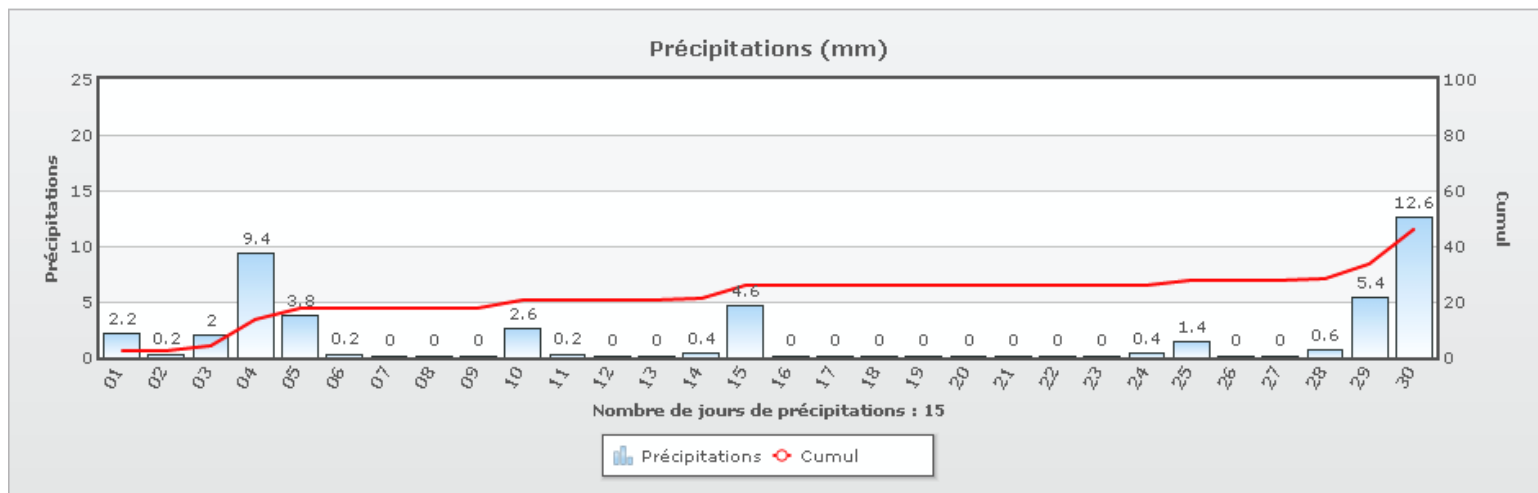 Précipitations (mm)
25 100
20 80
15 60
10 40
5 20
0 0
Précipitations
Cumul
2.2 0.2 2 9.4 3.8 0.2 0 0 0 2.6 0.2 0 0 0.4 4.6 0 0 0 0 0 0 0 0 0.4 1.4 0 0 0.6 5.4 12.6
01 02 03 04 05 06 07 08 09 10 11 12 13 14 15 16 17 18 19 20 21 22 23 24 25 26 27 28 29 30
Nombre de jours de précipitations : 15
Précipitations Cumul